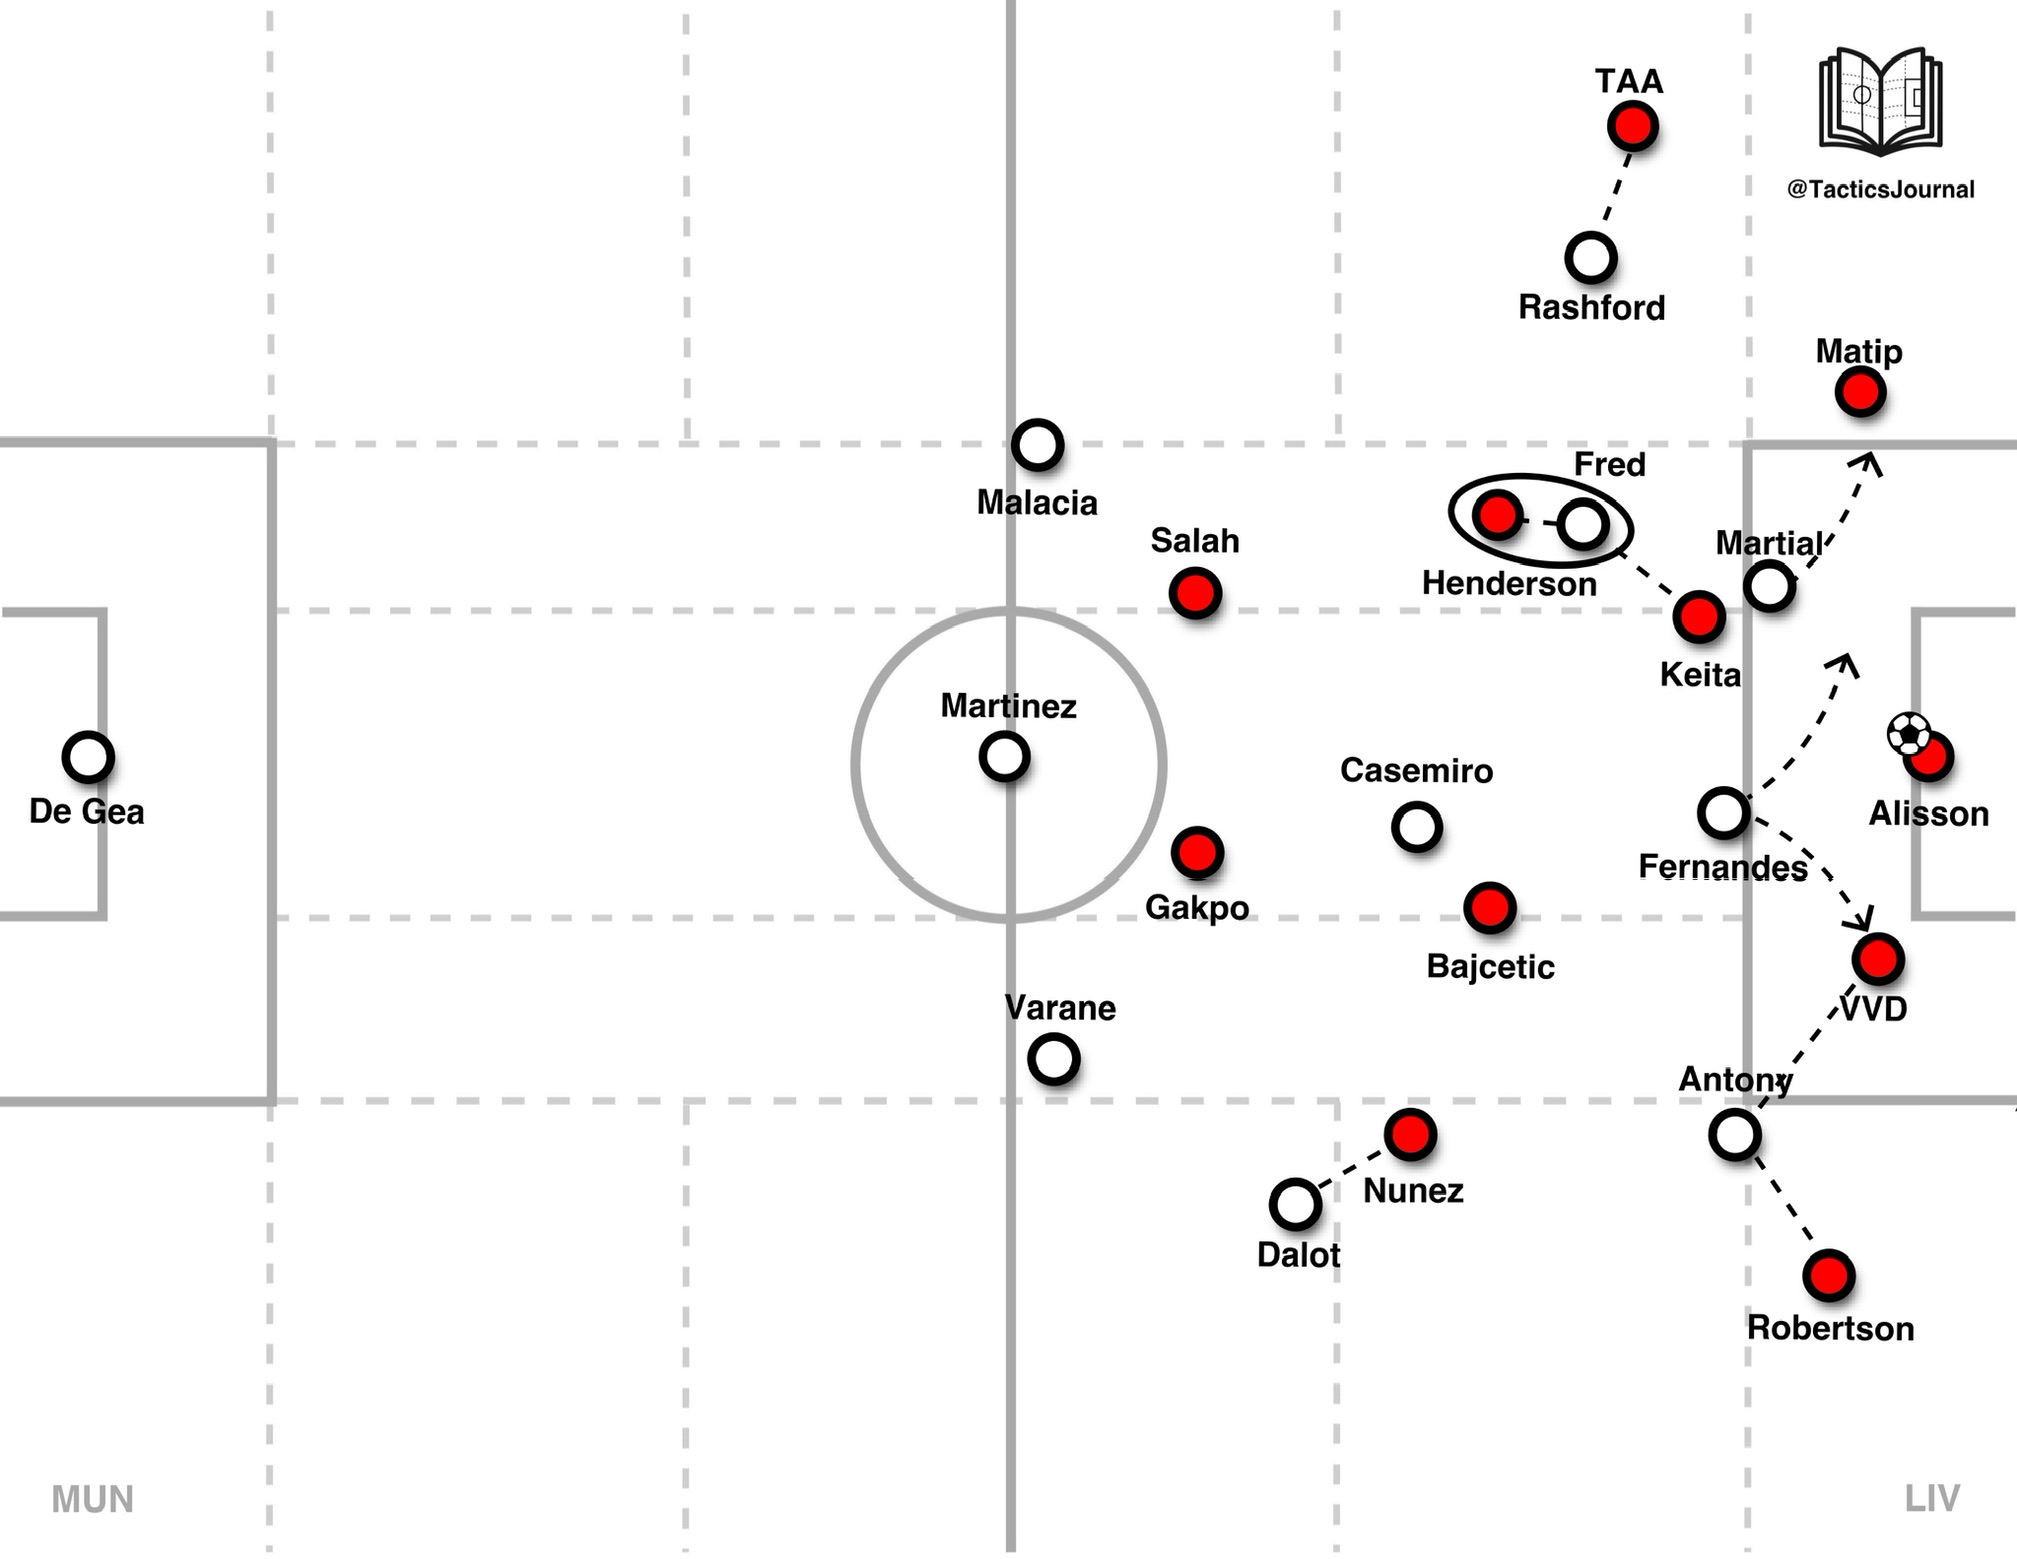 TAA
@TacticsJournal
Rashford
Matip
Fred
Malacia
Salah
Martial
Henderson
Keita
Martinez
Casemiro
De Gea
Alisson
Fernandes
Gakpo
Bajcetic
Varane
VVD
Antony
Nunez
Dalot
Robertson
MUN
LIV